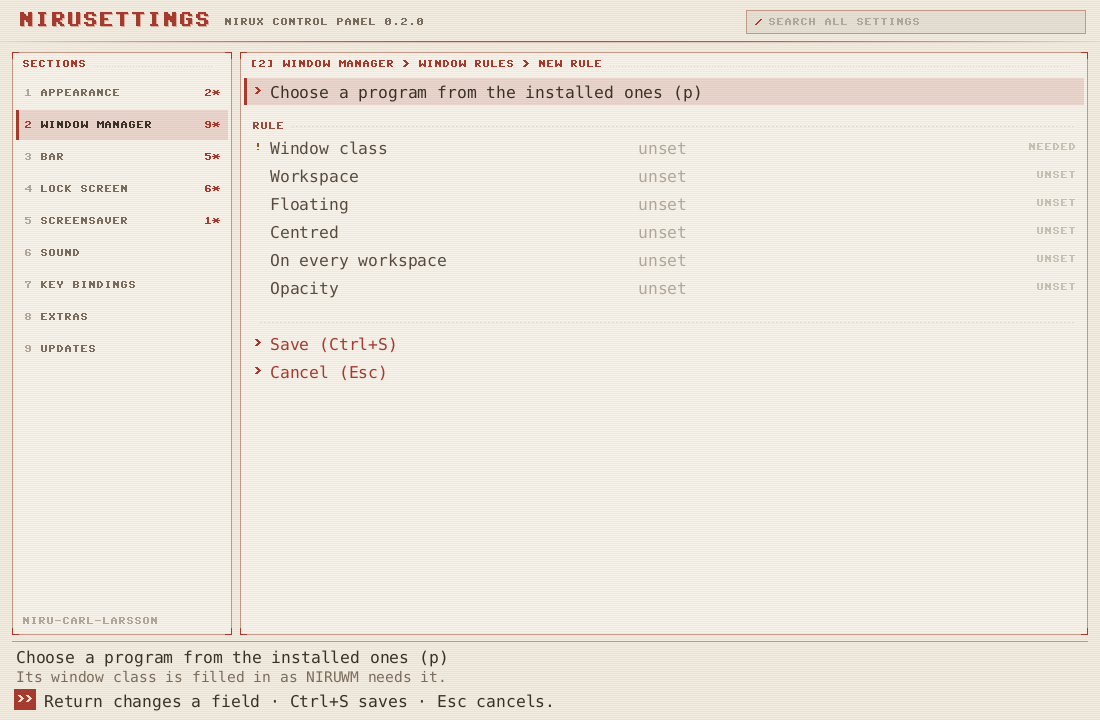 NIRUSETTINGS NIRUX CONTROL PANEL 0.2.0
/ SEARCH ALL SETTINGS
SECTIONS
1 APPEARANCE 2*
2 WINDOW MANAGER 9*
3 BAR 5*
4 LOCK SCREEN 6*
5 SCREENSAVER 1*
6 SOUND
7 KEY BINDINGS
8 EXTRAS
9 UPDATES
NIRU-CARL-LARSSON
[2] WINDOW MANAGER > WINDOW RULES > NEW RULE
> Choose a program from the installed ones (p)
RULE
! Window class unset NEEDED
Workspace unset UNSET
Floating unset UNSET
Centred unset UNSET
On every workspace unset UNSET
Opacity unset UNSET
> Save (Ctrl+S)
> Cancel (Esc)
Choose a program from the installed ones (p)
Its window class is filled in as NIRUWM needs it.
>> Return changes a field · Ctrl+S saves · Esc cancels.